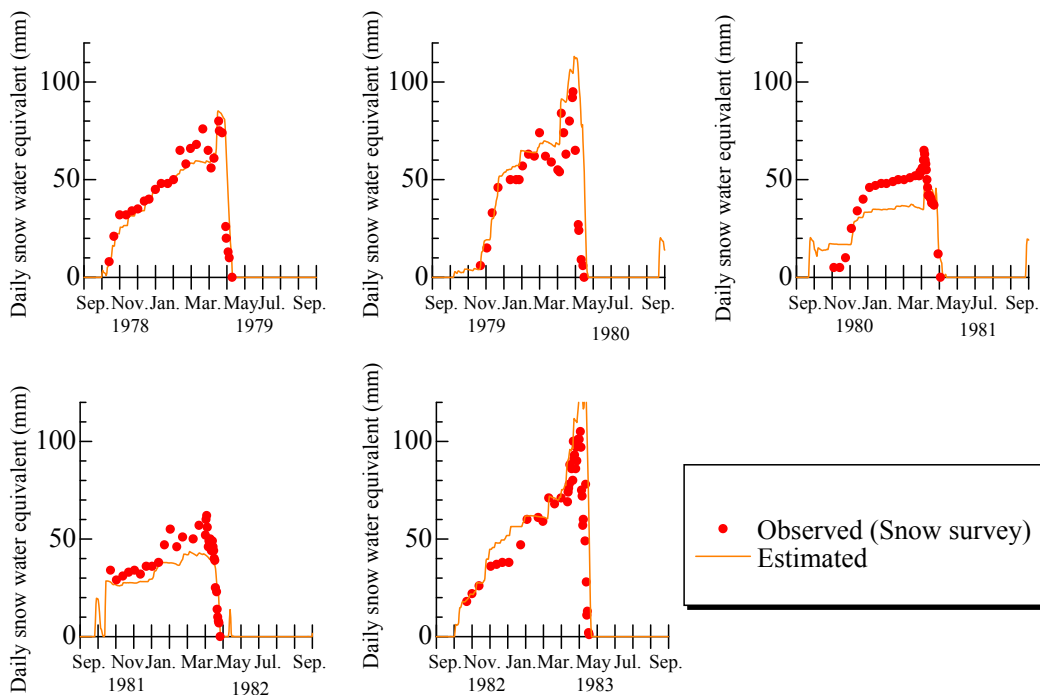 Daily snow water equivalent (mm)
100
50
0
Sep. Nov. Jan. Mar. May Jul. Sep.
1978 1979
Daily snow water equivalent (mm)
100
50
0
Sep. Nov. Jan. Mar. May Jul. Sep.
1979 1980
Daily snow water equivalent (mm)
100
50
0
Sep. Nov. Jan. Mar. May Jul. Sep.
1980 1981
Daily snow water equivalent (mm)
100
50
0
Sep. Nov. Jan. Mar. May Jul. Sep.
1981 1982
Daily snow water equivalent (mm)
100
50
0
Sep. Nov. Jan. Mar. May Jul. Sep.
1982 1983
Observed (Snow survey)
Estimated